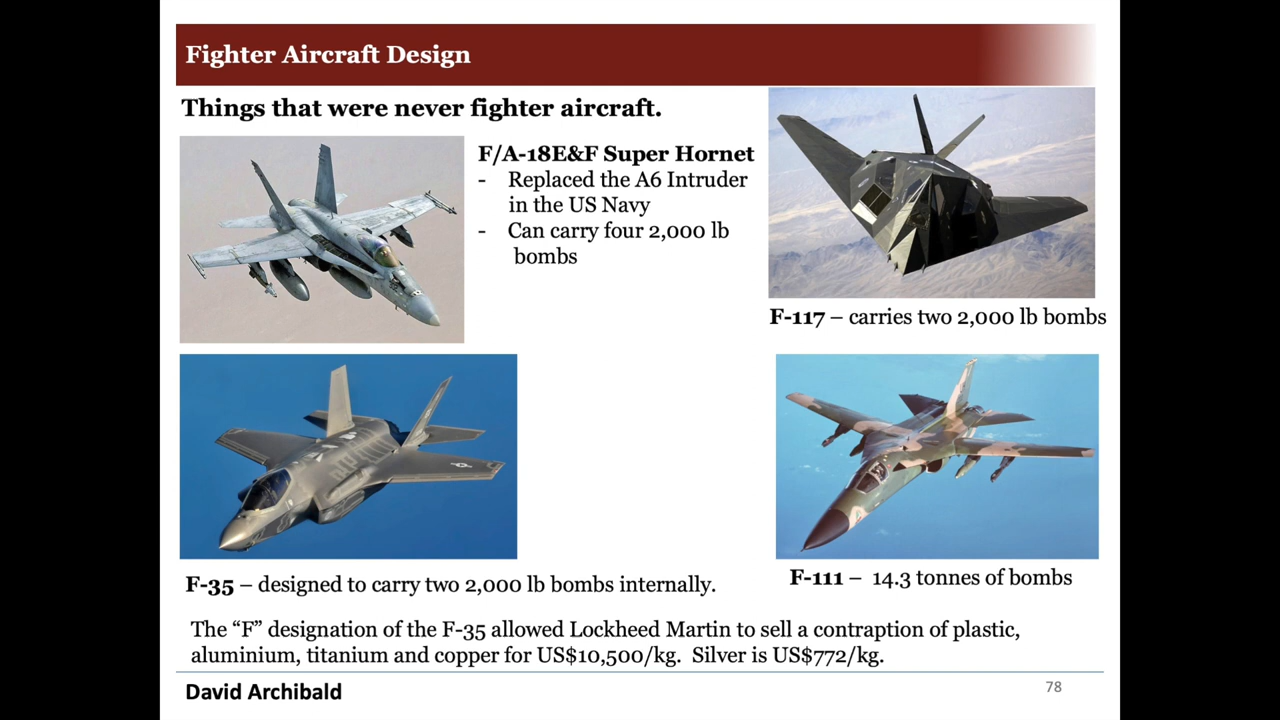 Fighter Aircraft Design
Things that were never fighter aircraft.
F/A-18E&F Super Hornet
- Replaced the A6 Intruder
in the US Navy
- Can carry four 2,000 lb
bombs
F-117 – carries two 2,000 lb bombs
F-35 – designed to carry two 2,000 lb bombs internally.
F-111 – 14.3 tonnes of bombs
The “F” designation of the F-35 allowed Lockheed Martin to sell a contraption of plastic,
aluminium, titanium and copper for US$10,500/kg. Silver is US$772/kg.
David Archibald
78